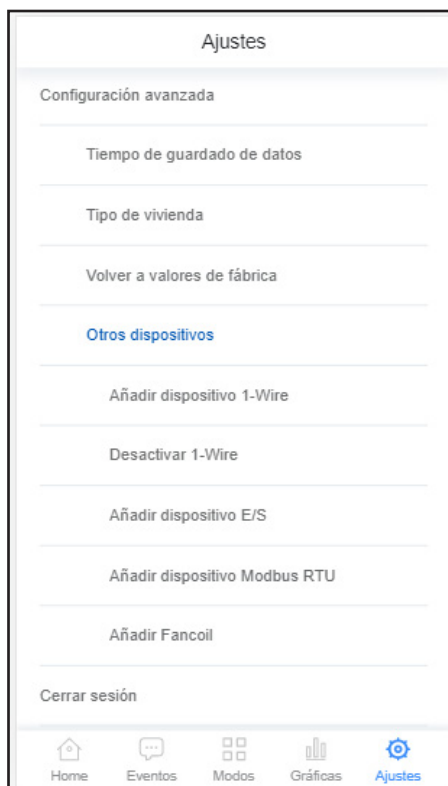 Ajustes
Configuración avanzada
Tiempo de guardado de datos
Tipo de vivienda
Volver a valores de fábrica
Otros dispositivos
Añadir dispositivo 1-Wire
Desactivar 1-Wire
Añadir dispositivo E/S
Añadir dispositivo Modbus RTU
Añadir Fancoil
Cerrar sesión
Home Eventos Modos Gráficas Ajustes